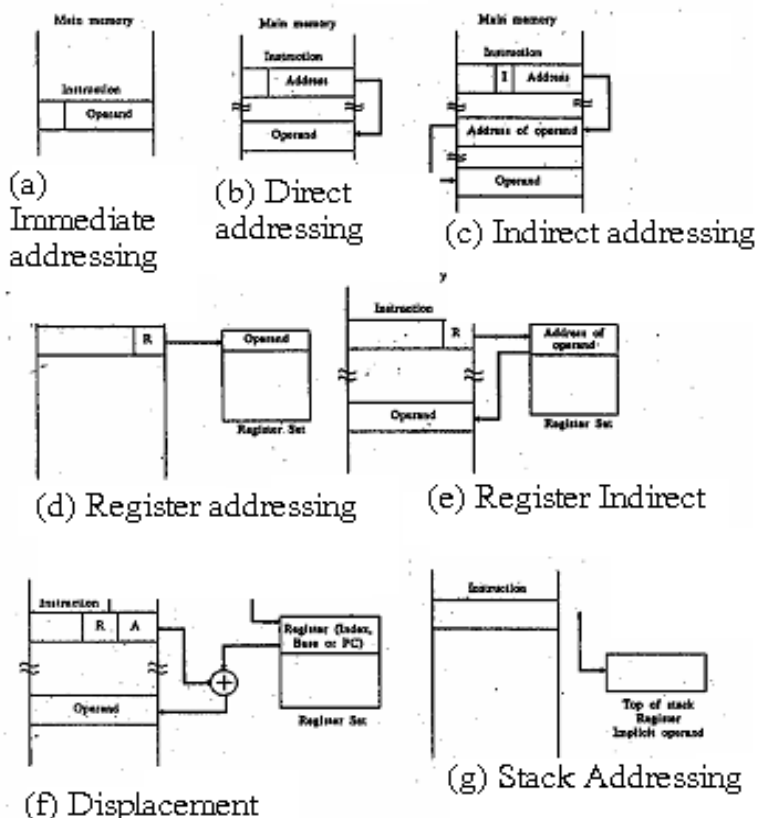 Main memory
Instruction
Operand
(a)
Immediate
addressing
Main memory
Instruction
Address
Operand
(b) Direct
addressing
Main memory
Instruction
I Address
Address of operand
Operand
(c) Indirect addressing
R
Operand
Register Set
(d) Register addressing
y
Instruction
R
Address of
operand
Operand
Register Set
(e) Register Indirect
Instruction
R A
Register (Index,
Base or PC)
+
Operand
Register Set
(f) Displacement
Instruction
Top of stack
Register
Implicit operand
(g) Stack Addressing